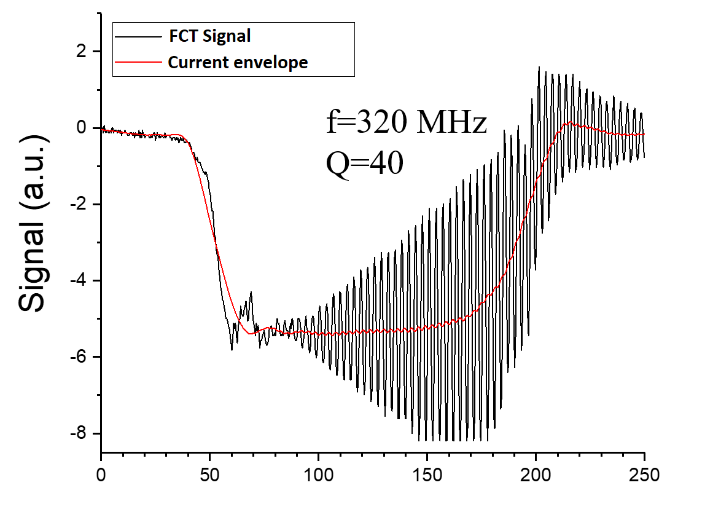 FCT Signal
Current envelope
f=320 MHz
Q=40
Signal (a.u.)
2
0
-2
-4
-6
-8
0 50 100 150 200 250